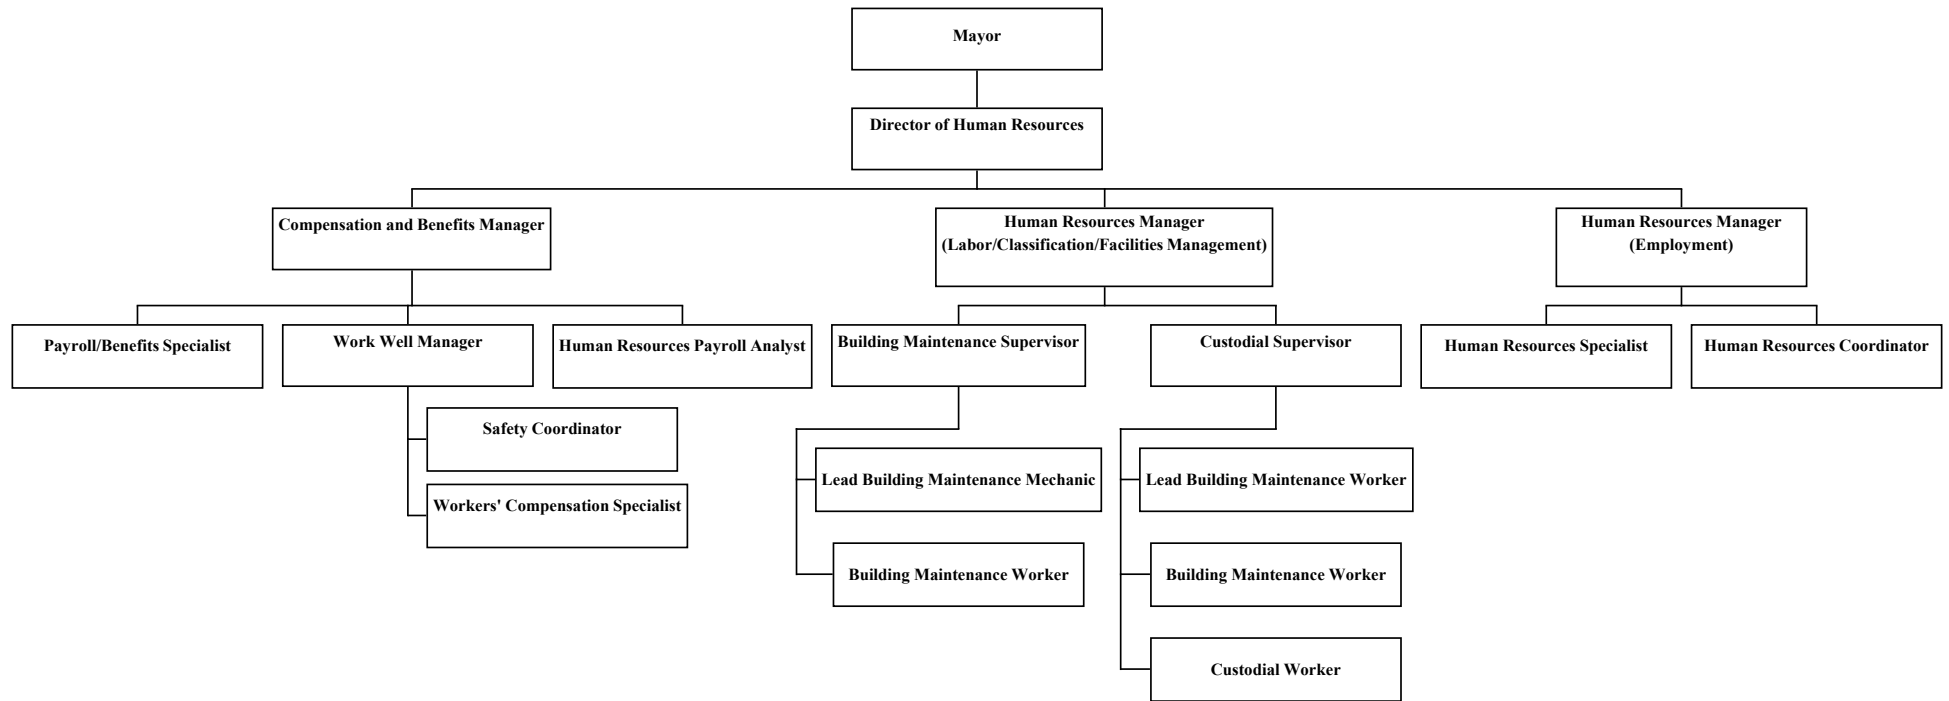 Mayor
Director of Human Resources
Compensation and Benefits Manager
Human Resources Manager
(Labor/Classification/Facilities Management)
Human Resources Manager
(Employment)
Payroll/Benefits Specialist
Work Well Manager
Human Resources Payroll Analyst
Building Maintenance Supervisor
Custodial Supervisor
Human Resources Specialist
Human Resources Coordinator
Safety Coordinator
Workers' Compensation Specialist
Lead Building Maintenance Mechanic
Building Maintenance Worker
Lead Building Maintenance Worker
Building Maintenance Worker
Custodial Worker